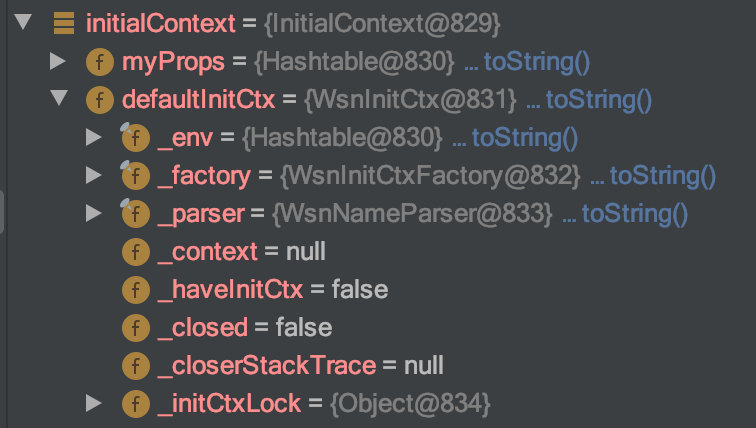 initialContext = {InitialContext@829}
myProps = {Hashtable@830} ... toString()
defaultInitCtx = {WsnInitCtx@831} ... toString()
_env = {Hashtable@830} ... toString()
_factory = {WsnInitCtxFactory@832} ... toString()
_parser = {WsnNameParser@833} ... toString()
_context = null
_haveInitCtx = false
_closed = false
_closerStackTrace = null
_initCtxLock = {Object@834}